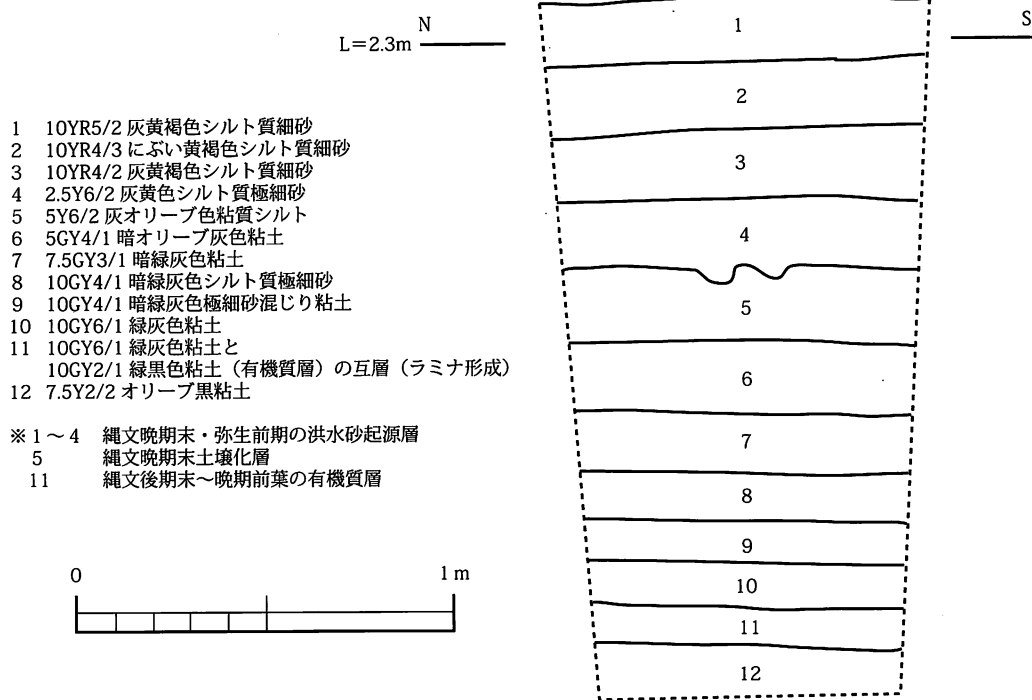 N
L=2.3m
S
1 10YR5/2 灰黄褐色シルト質細砂
2 10YR4/3 にぶい黄褐色シルト質細砂
3 10YR4/2 灰黄褐色シルト質細砂
4 2.5Y6/2 灰黄色シルト質極細砂
5 5Y6/2 灰オリーブ色粘質シルト
6 5GY4/1 暗オリーブ灰色粘土
7 7.5GY3/1 暗緑灰色粘土
8 10GY4/1 暗緑灰色シルト質極細砂
9 10GY4/1 暗緑灰色極細砂混じり粘土
10 10GY6/1 緑灰色粘土
11 10GY6/1 緑灰色粘土と
10GY2/1 緑黒色粘土（有機質層）の互層（ラミナ形成）
12 7.5Y2/2 オリーブ黒粘土
※1～4 縄文晩期末・弥生前期の洪水砂起源層
5 縄文晩期末土壌化層
11 縄文後期末～晩期前葉の有機質層
0 1m
1
2
3
4
5
6
7
8
9
10
11
12